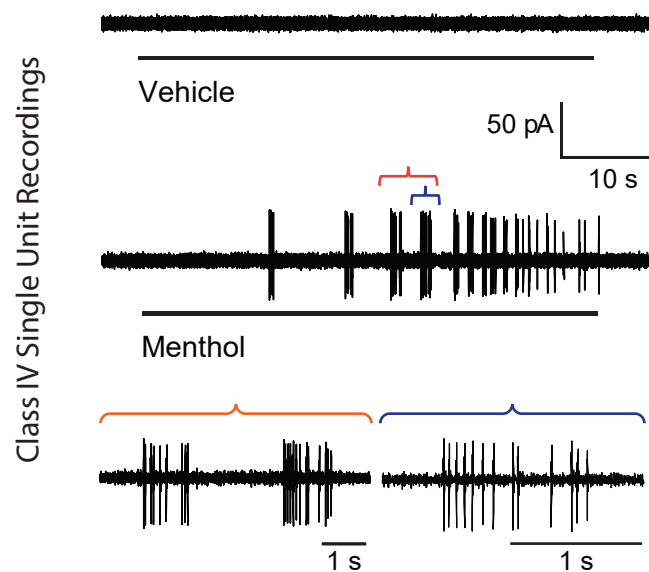 Class IV Single Unit Recordings
Vehicle
50 pA
10 s
Menthol
1 s
1 s